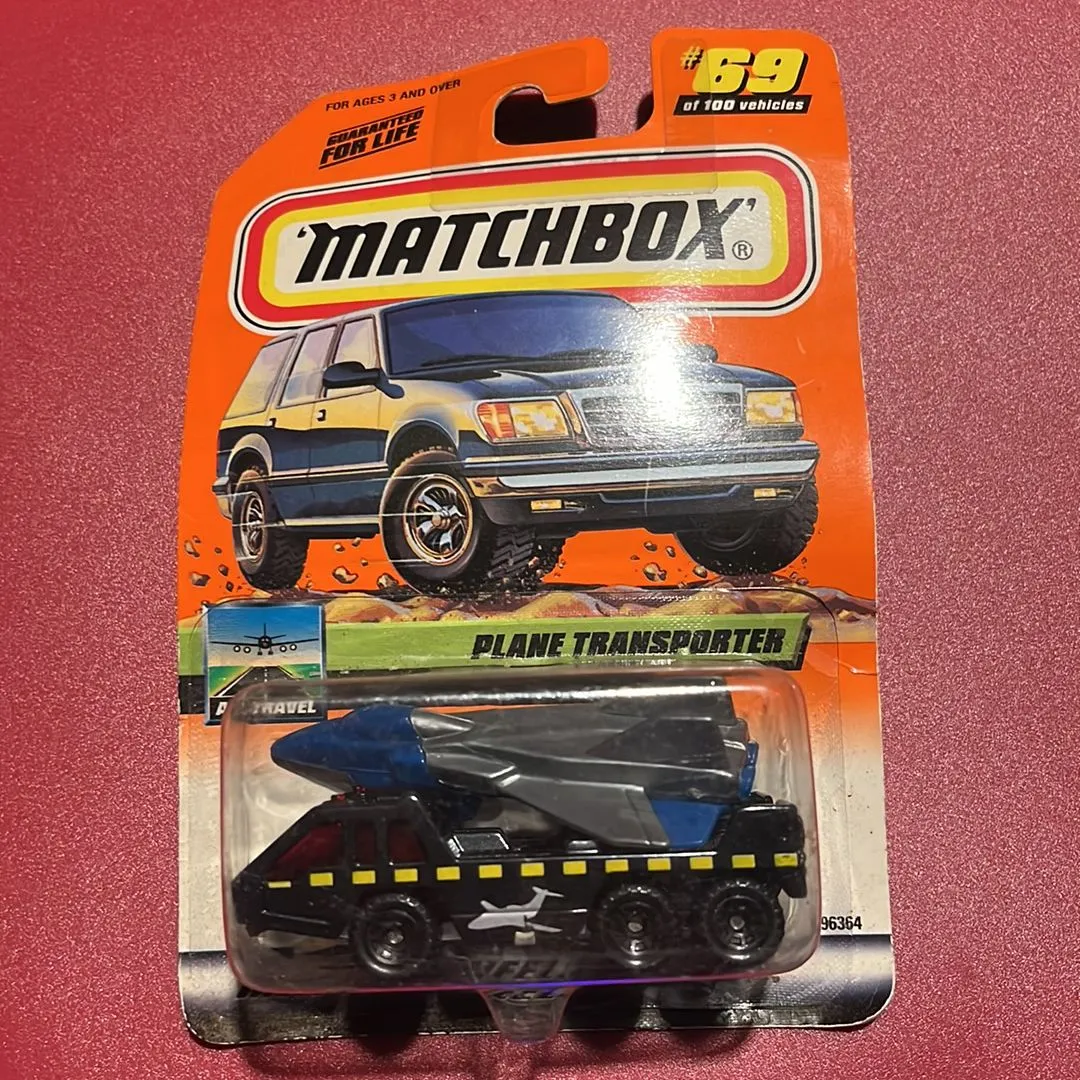 #69
of 100 vehicles
FOR AGES 3 AND OVER
GUARANTEED
FOR LIFE
'MATCHBOX'®
PLANE TRANSPORTER
TRAVEL
96364